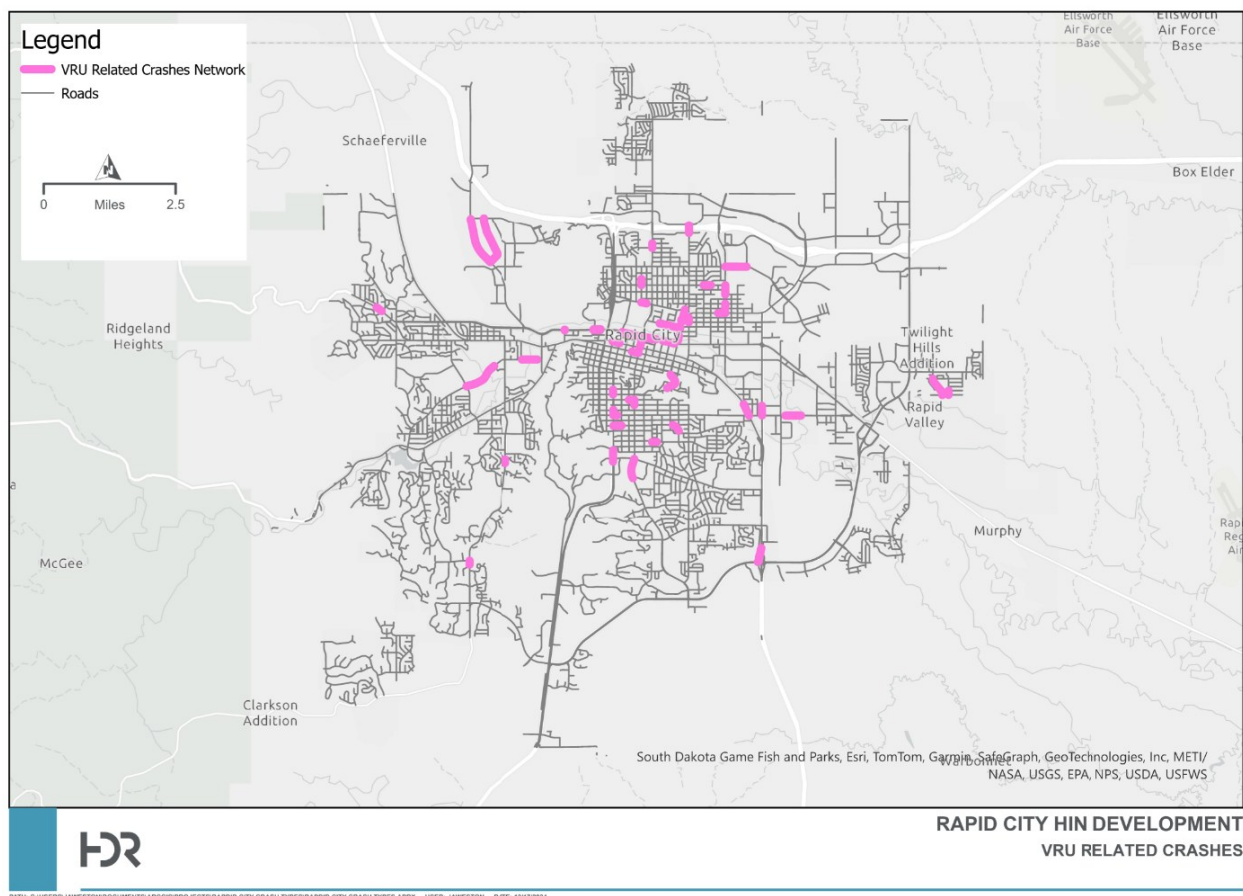 Legend
VRU Related Crashes Network
Roads
N
0 Miles 2.5
Schaeferville
Ellsworth
Air Force
Base
Ellsworth
Air Force
Base
Box Elder
Ridgeland
Heights
Rapid City
Twilight
Hills
Addition
Rapid
Valley
Murphy
McGee
Clarkson
Addition
South Dakota Game Fish and Parks, Esri, TomTom, Garmin, SafeGraph, GeoTechnologies, Inc, METI/
NASA, USGS, EPA, NPS, USDA, USFWS
Warbonnet
HDR
RAPID CITY HIN DEVELOPMENT
VRU RELATED CRASHES